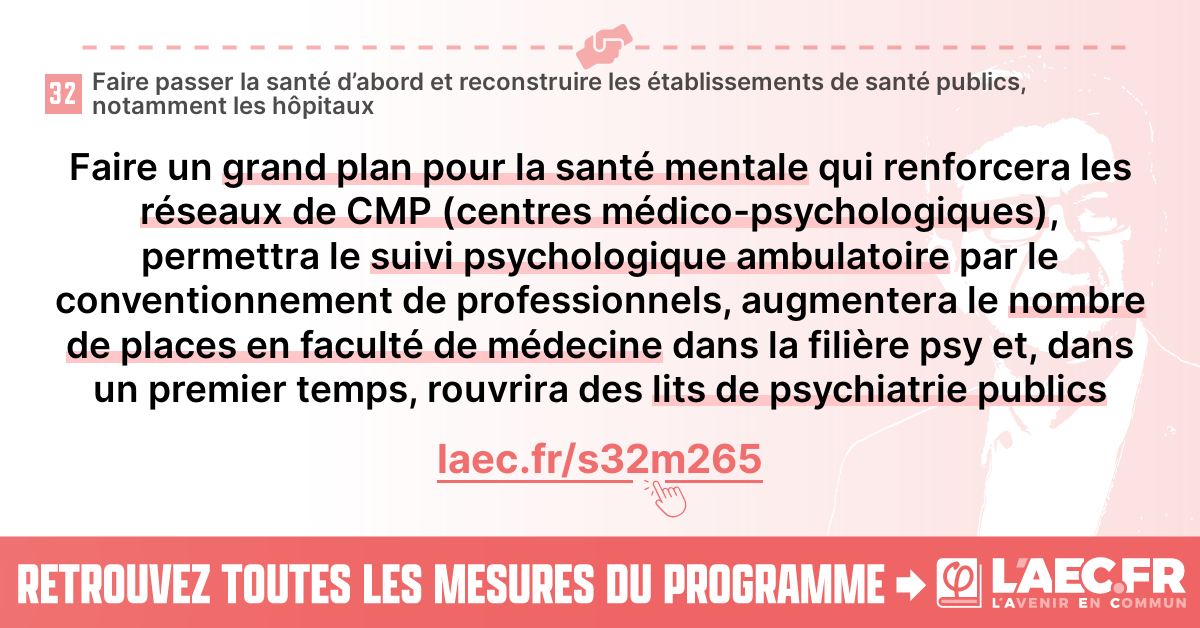 32
Faire passer la santé d’abord et reconstruire les établissements de santé publics,
notamment les hôpitaux
Faire un grand plan pour la santé mentale qui renforcera les
réseaux de CMP (centres médico-psychologiques),
permettra le suivi psychologique ambulatoire par le
conventionnement de professionnels, augmentera le nombre
de places en faculté de médecine dans la filière psy et, dans
un premier temps, rouvrira des lits de psychiatrie publics
laec.fr/s32m265
RETROUVEZ TOUTES LES MESURES DU PROGRAMME
φ
L'AEC.FR
L'AVENIR EN COMMUN